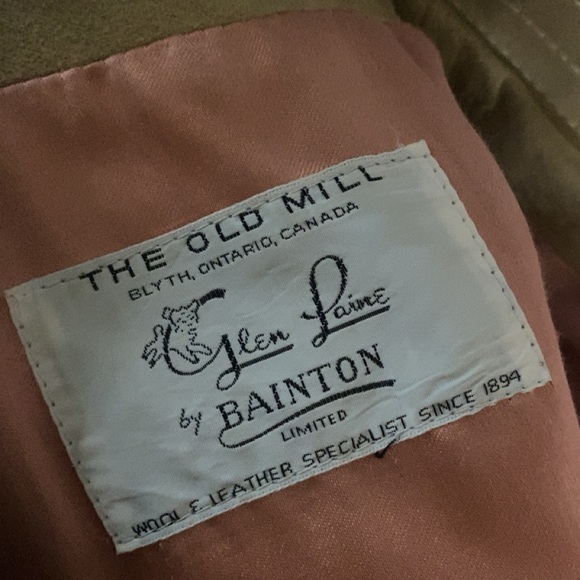 THE OLD MILL
BLYTH, ONTARIO, CANADA
Glen Laine
by BAINTON
LIMITED
WOOL & LEATHER SPECIALIST SINCE 1894